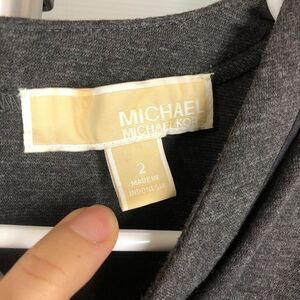 MICHAEL
MICHAEL KORS
2
MADE IN
INDONESIA